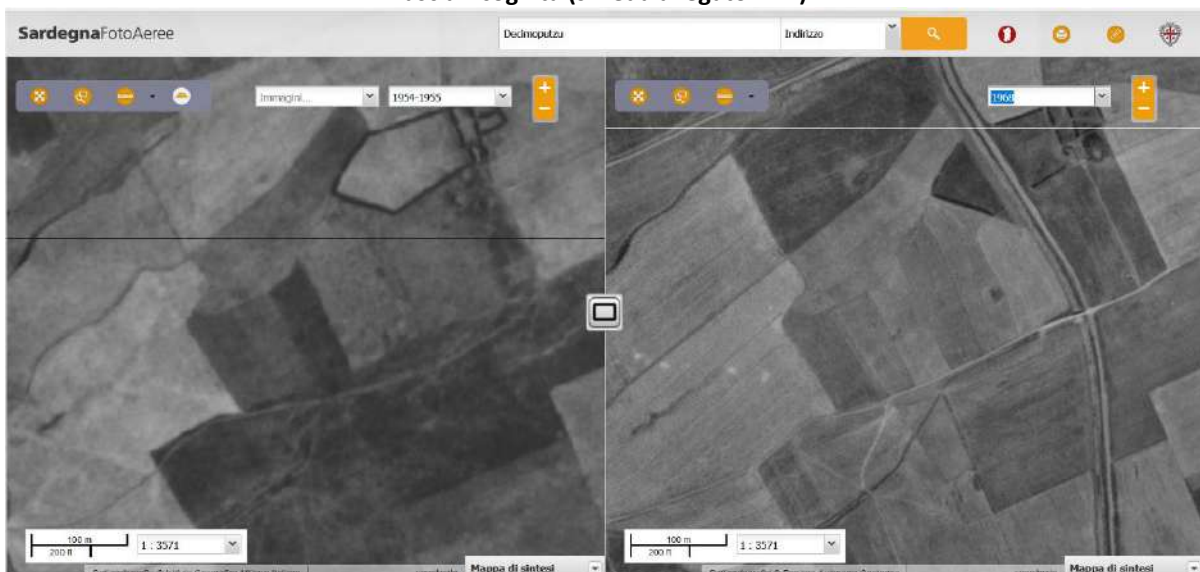 SardegnaFotoAeree
Decimoputzu
Indirizzo
Immagini...
1954-1955
1968
100 m
200 ft
1 : 3571
Mappa di sintesi
100 m
200 ft
1 : 3571
Mappa di sintesi